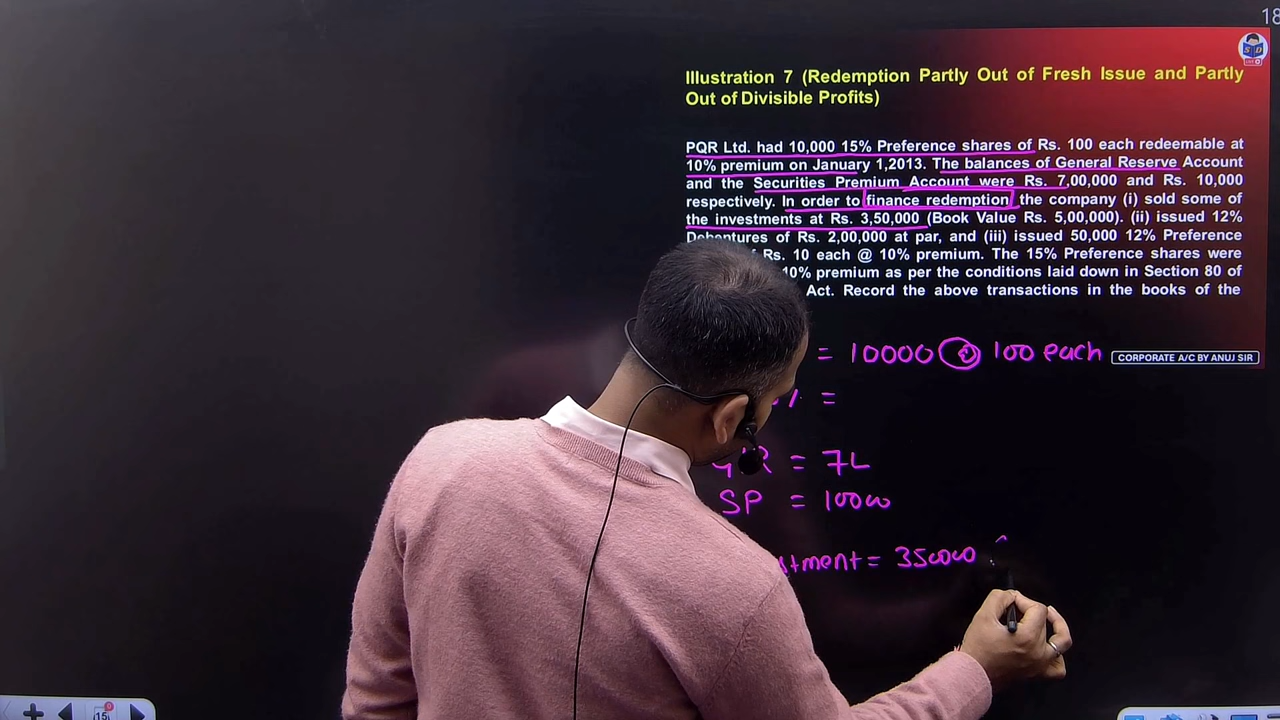 18
Illustration 7 (Redemption Partly Out of Fresh Issue and Partly
Out of Divisible Profits)
PQR Ltd. had 10,000 15% Preference shares of Rs. 100 each redeemable at
10% premium on January 1,2013. The balances of General Reserve Account
and the Securities Premium Account were Rs. 7,00,000 and Rs. 10,000
respectively. In order to finance redemption the company (i) sold some of
the investments at Rs. 3,50,000 (Book Value Rs. 5,00,000). (ii) issued 12%
Debentures of Rs. 2,00,000 at par, and (iii) issued 50,000 12% Preference
of Rs. 10 each @ 10% premium. The 15% Preference shares were
10% premium as per the conditions laid down in Section 80 of
Act. Record the above transactions in the books of the
= 10000 @ 100 each
CORPORATE A/C BY ANUJ SIR
=
= 7L
SP = 10000
stment = 350000
15